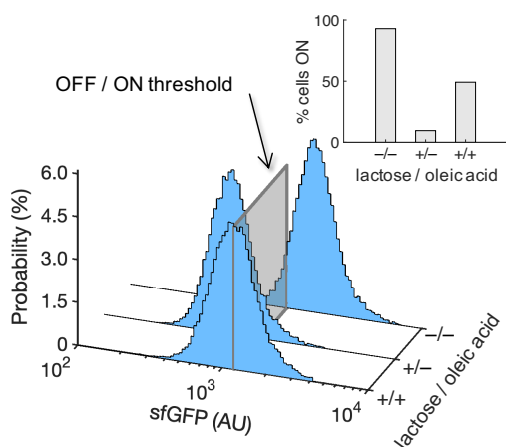 100
50
0
% cells ON
–/–
+/–
+/+
lactose / oleic acid
OFF / ON threshold
6.0
4.5
3.0
1.5
0
Probability (%)
10²
10³
10⁴
sfGFP (AU)
–/–
+/–
+/+
lactose / oleic acid